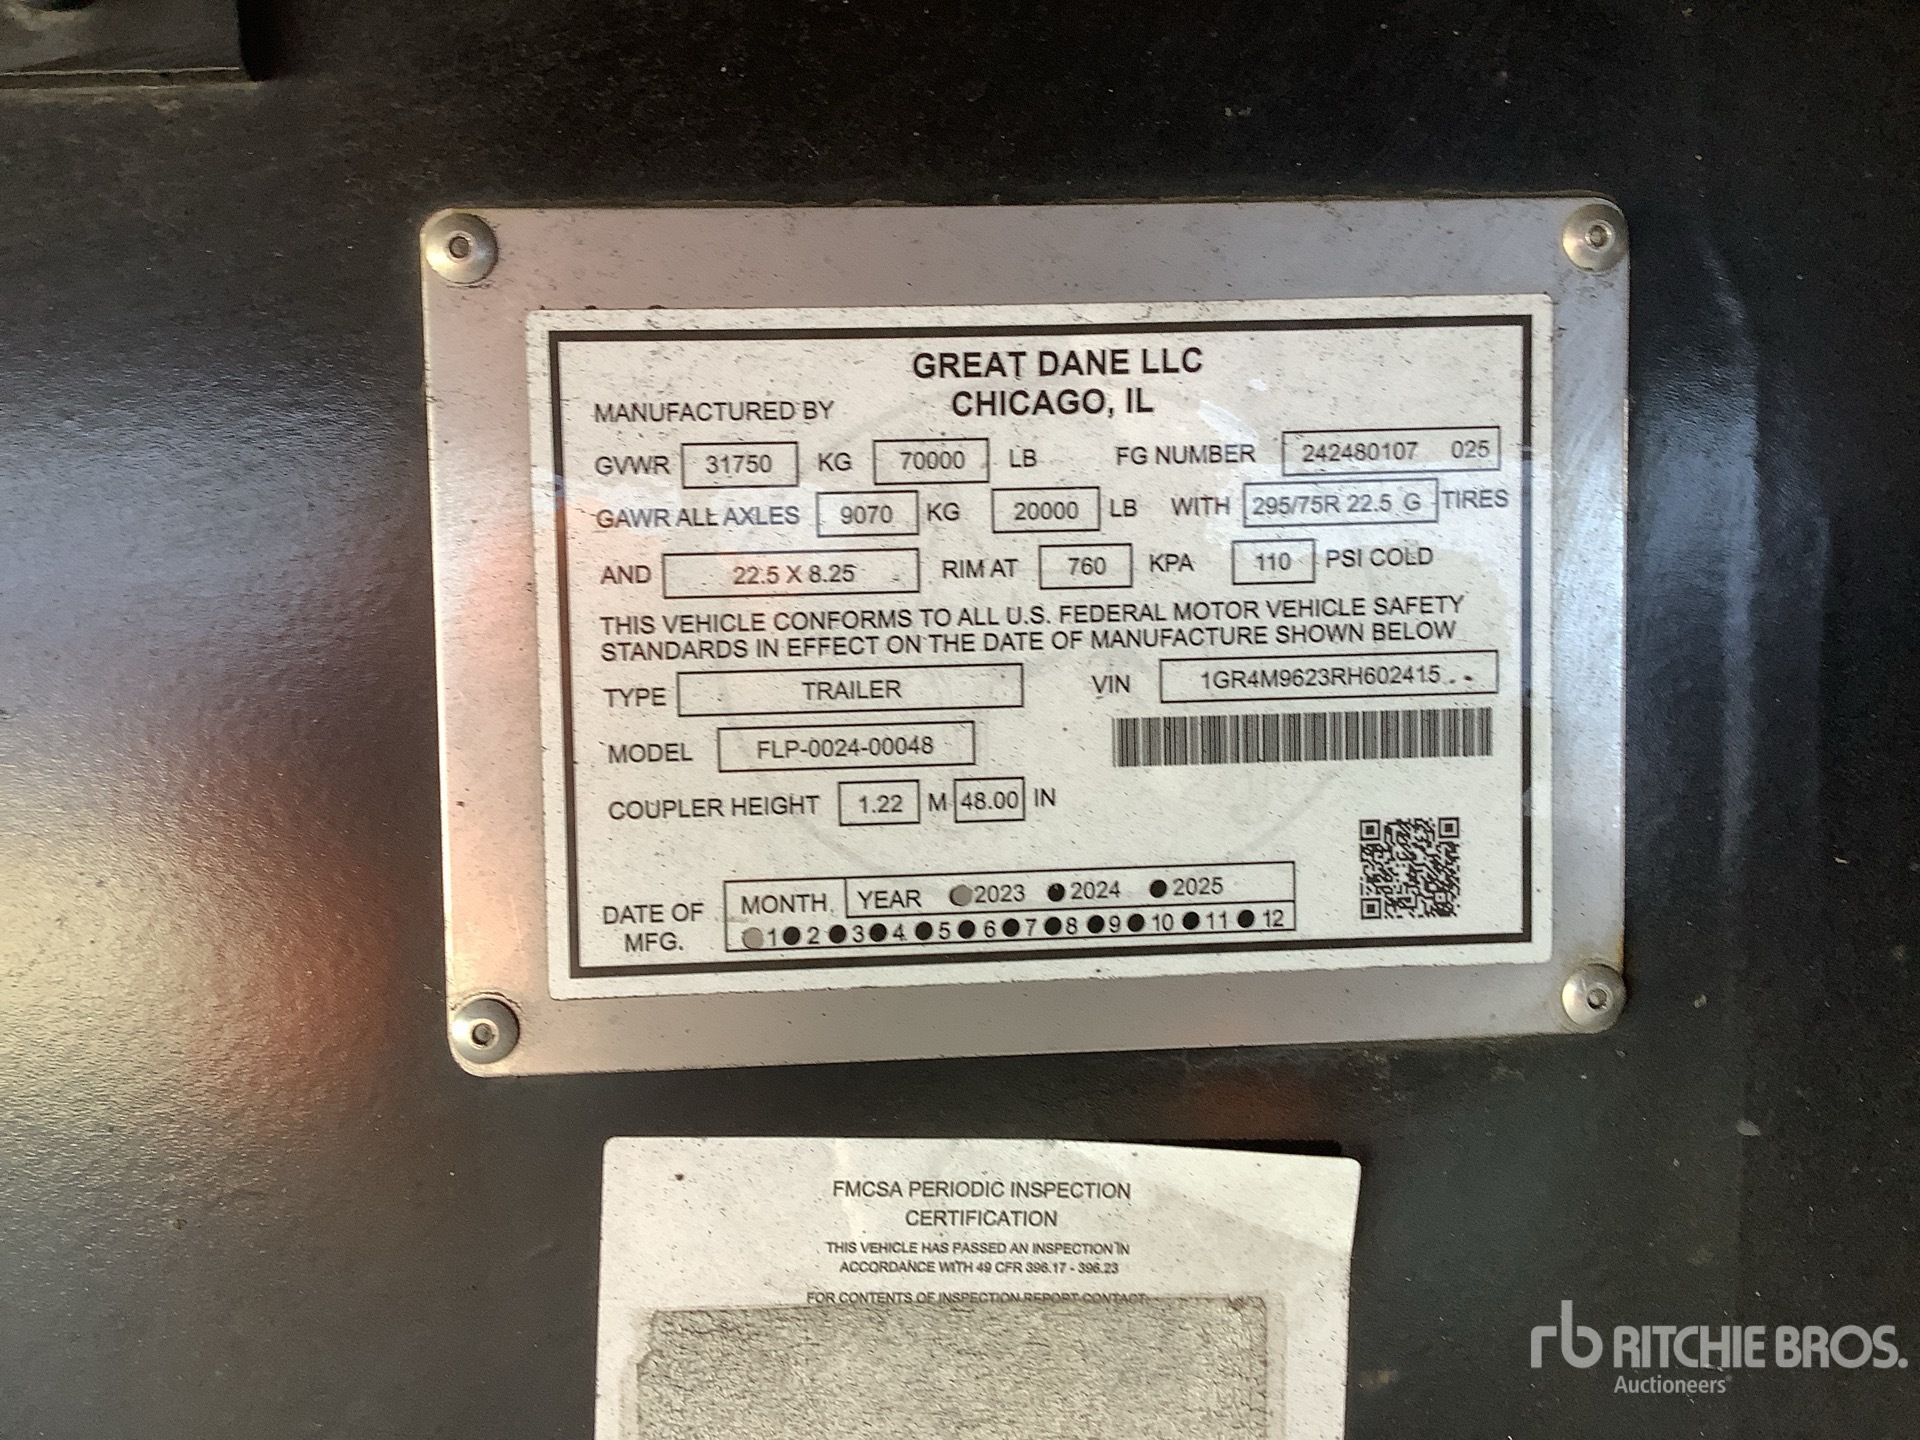 GREAT DANE LLC
MANUFACTURED BY CHICAGO, IL
GVWR 31750 KG 70000 LB FG NUMBER 242480107 025
GAWR ALL AXLES 9070 KG 20000 LB WITH 295/75R 22.5 G TIRES
AND 22.5 X 8.25 RIM AT 760 KPA 110 PSI COLD
THIS VEHICLE CONFORMS TO ALL U.S. FEDERAL MOTOR VEHICLE SAFETY
STANDARDS IN EFFECT ON THE DATE OF MANUFACTURE SHOWN BELOW
TYPE TRAILER VIN 1GR4M9623RH602415
MODEL FLP-0024-00048
COUPLER HEIGHT 1.22 M 48.00 IN
DATE OF MFG. MONTH YEAR 2023 2024 2025
1 2 3 4 5 6 7 8 9 10 11 12
FMCSA PERIODIC INSPECTION
CERTIFICATION
THIS VEHICLE HAS PASSED AN INSPECTION IN
ACCORDANCE WITH 49 CFR 396.17 - 396.23
FOR CONTENTS OF INSPECTION REPORT CONTACT:
rb RITCHIE BROS.
Auctioneers